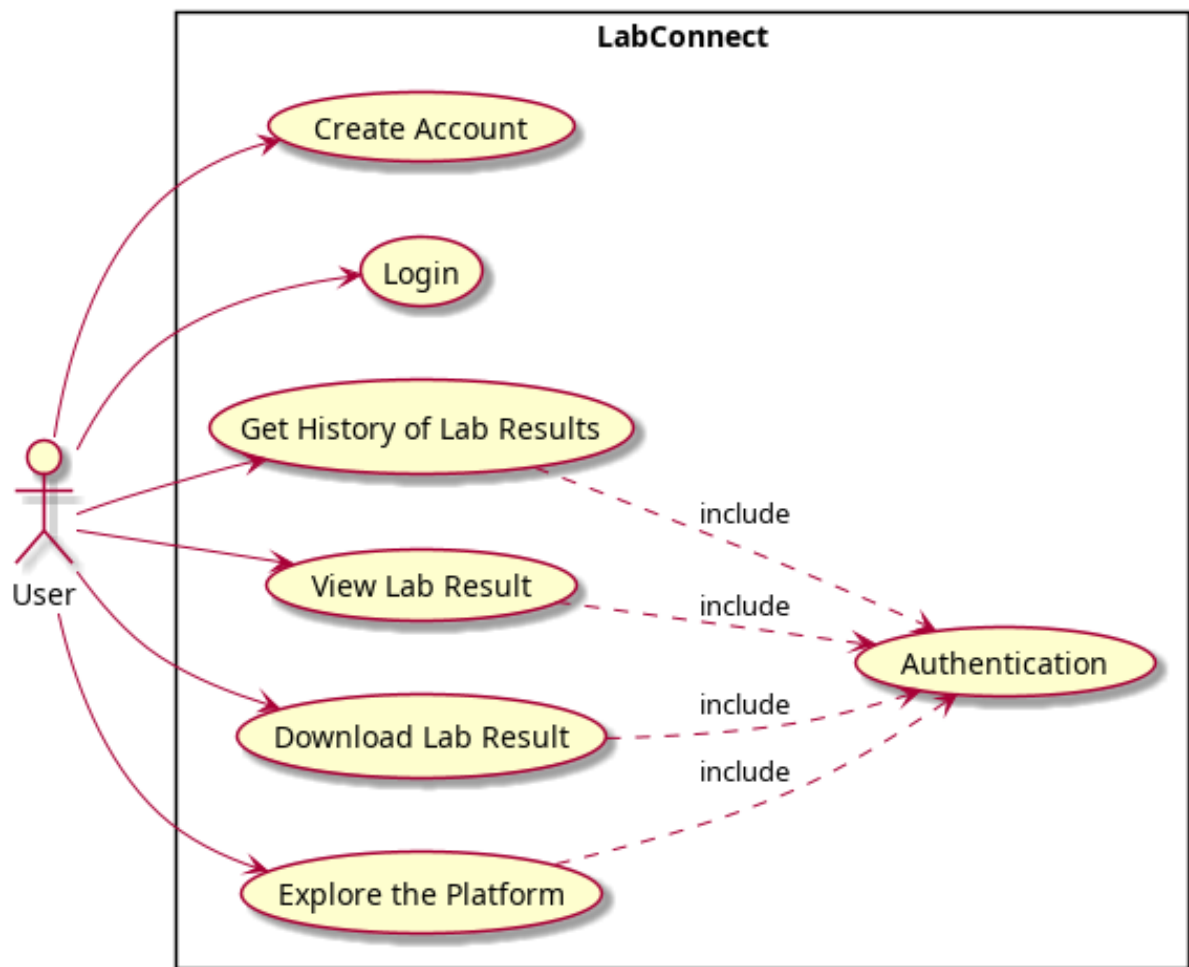 LabConnect
Create Account
Login
Get History of Lab Results
include
View Lab Result
include
User
Authentication
include
Download Lab Result
include
Explore the Platform